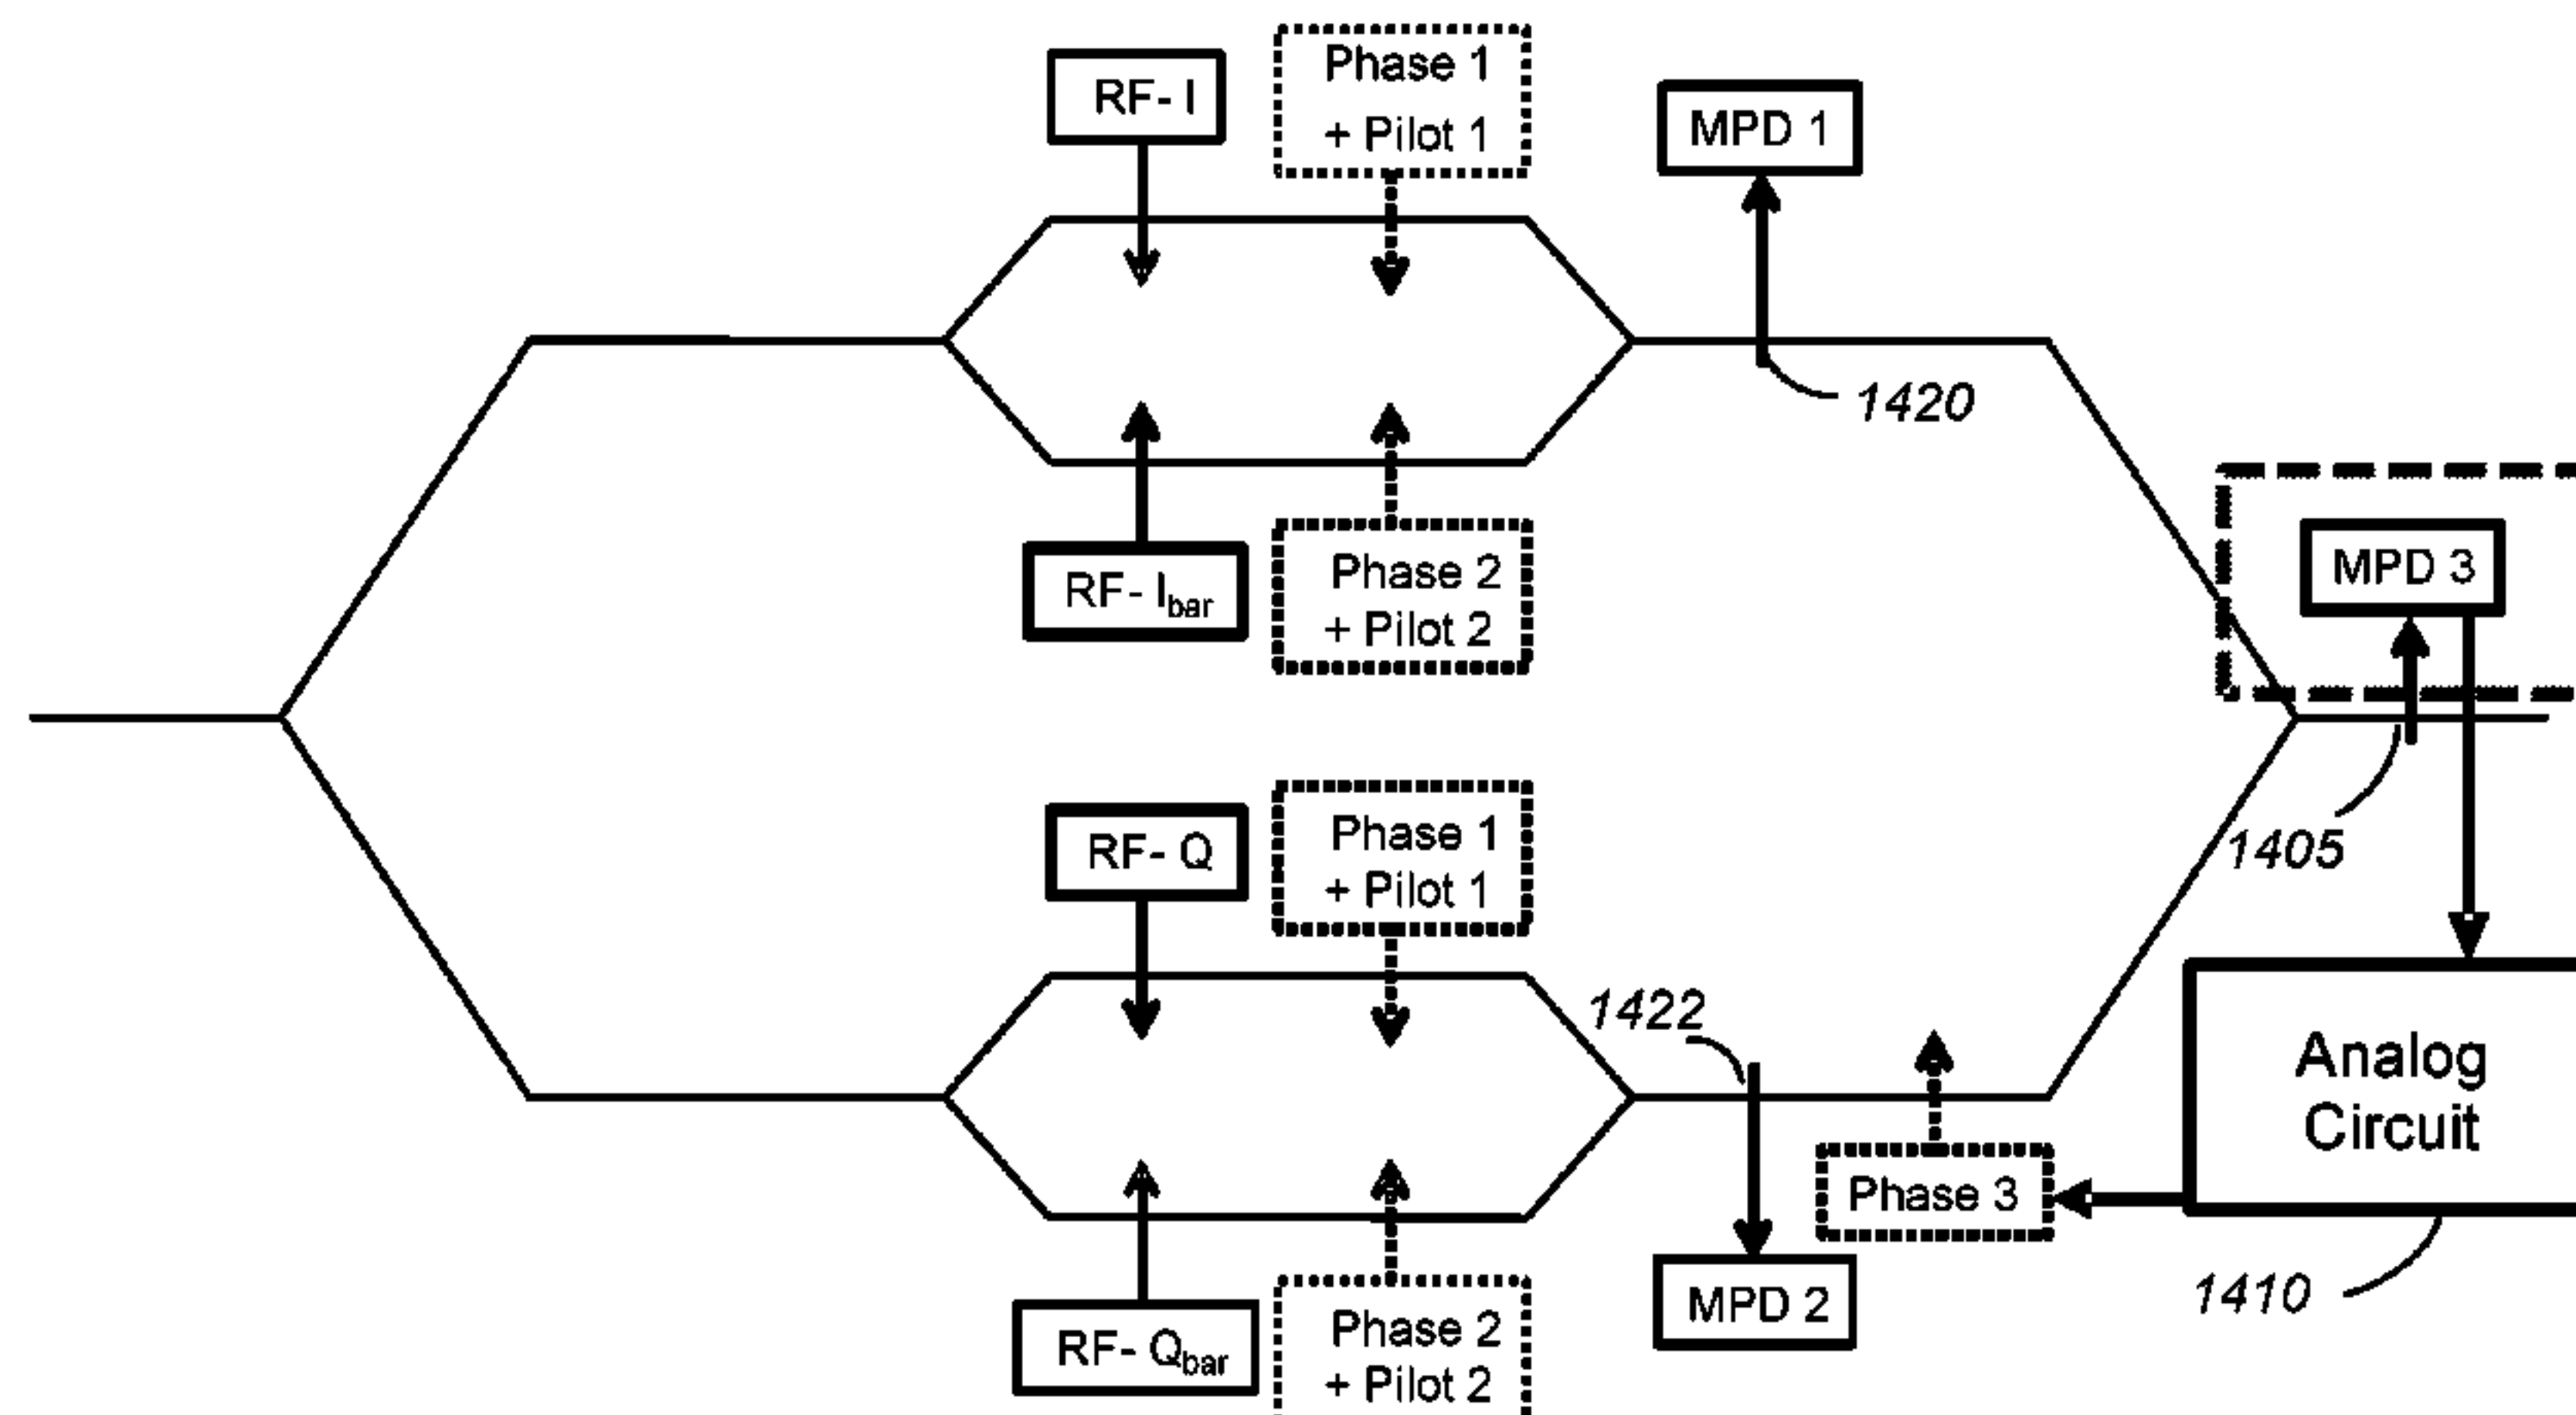 RF- I
Phase 1
+ Pilot 1
MPD 1
1420
RF- Ibar
Phase 2
+ Pilot 2
MPD 3
1405
RF- Q
Phase 1
+ Pilot 1
1422
Analog
Circuit
Phase 3
MPD 2
1410
RF- Qbar
Phase 2
+ Pilot 2